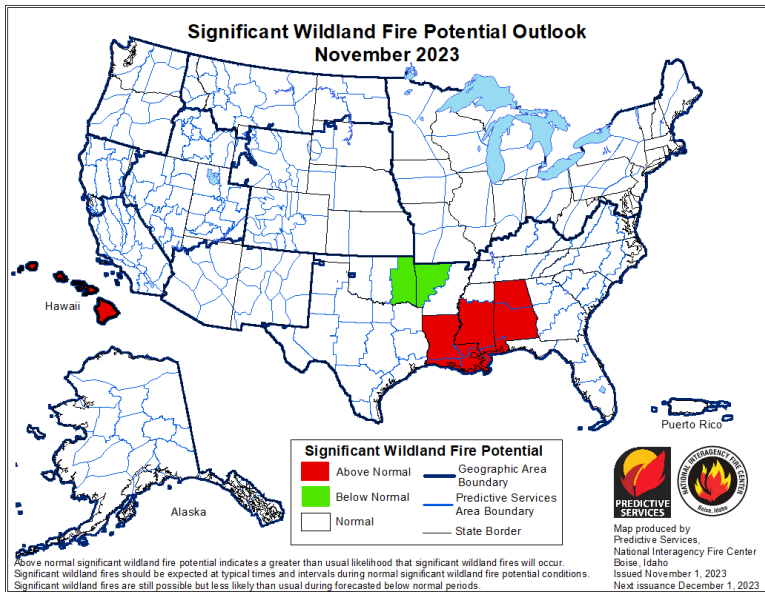 Significant Wildland Fire Potential Outlook
November 2023
Hawaii
Alaska
Puerto Rico
Significant Wildland Fire Potential
Above Normal
Below Normal
Normal
Geographic Area
Boundary
Predictive Services
Area Boundary
State Border
PREDICTIVE
SERVICES
NATIONAL INTERAGENCY FIRE CENTER
Boise, Idaho
Map produced by
Predictive Services,
National Interagency Fire Center
Boise, Idaho
Issued November 1, 2023
Next issuance December 1, 2023
Above normal significant wildland fire potential indicates a greater than usual likelihood that significant wildland fires will occur.
Significant wildland fires should be expected at typical times and intervals during normal significant wildland fire potential conditions.
Significant wildland fires are still possible but less likely than usual during forecasted below normal periods.